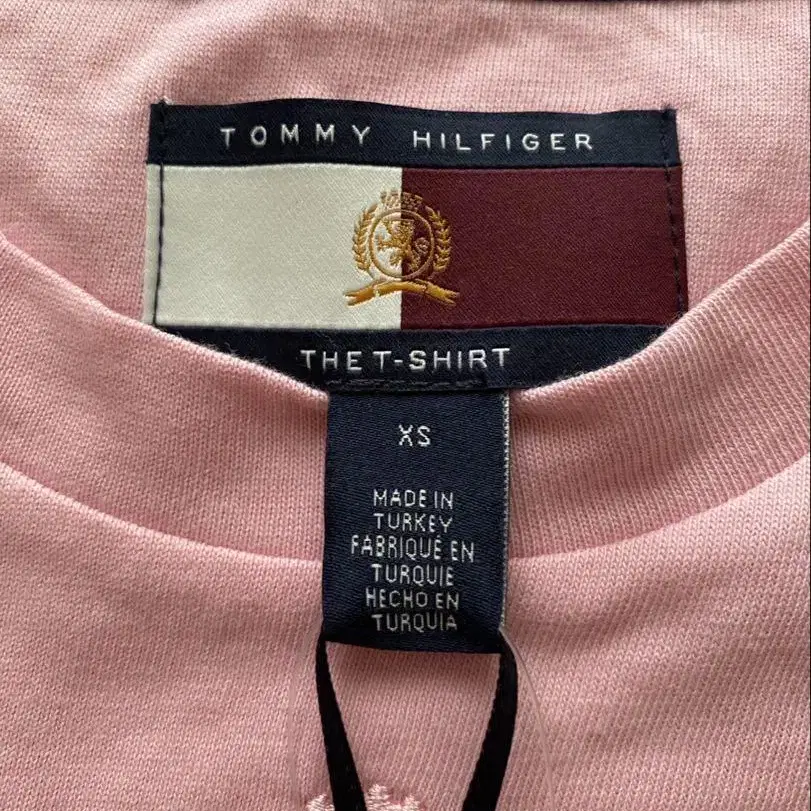 TOMMY HILFIGER
THE T-SHIRT
XS
MADE IN
TURKEY
FABRIQUÉ EN
TURQUIE
HECHO EN
TURQUIA